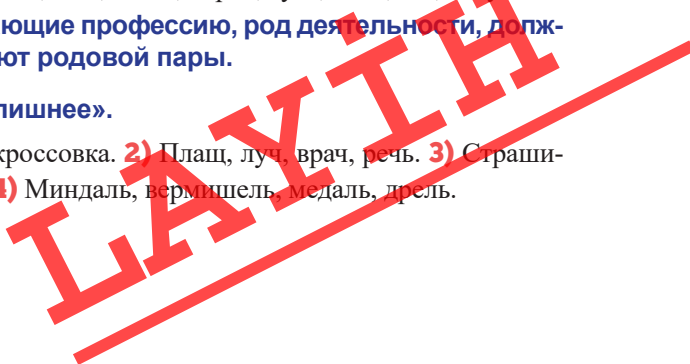 ющие профессию, род деятельности, долж-
ют родовой пары.
лишнее».
кроссовка. 2) Плащ, луч, врач, речь. 3) Страши-
4) Миндаль, вермишель, медаль, дрель.
LAYİH